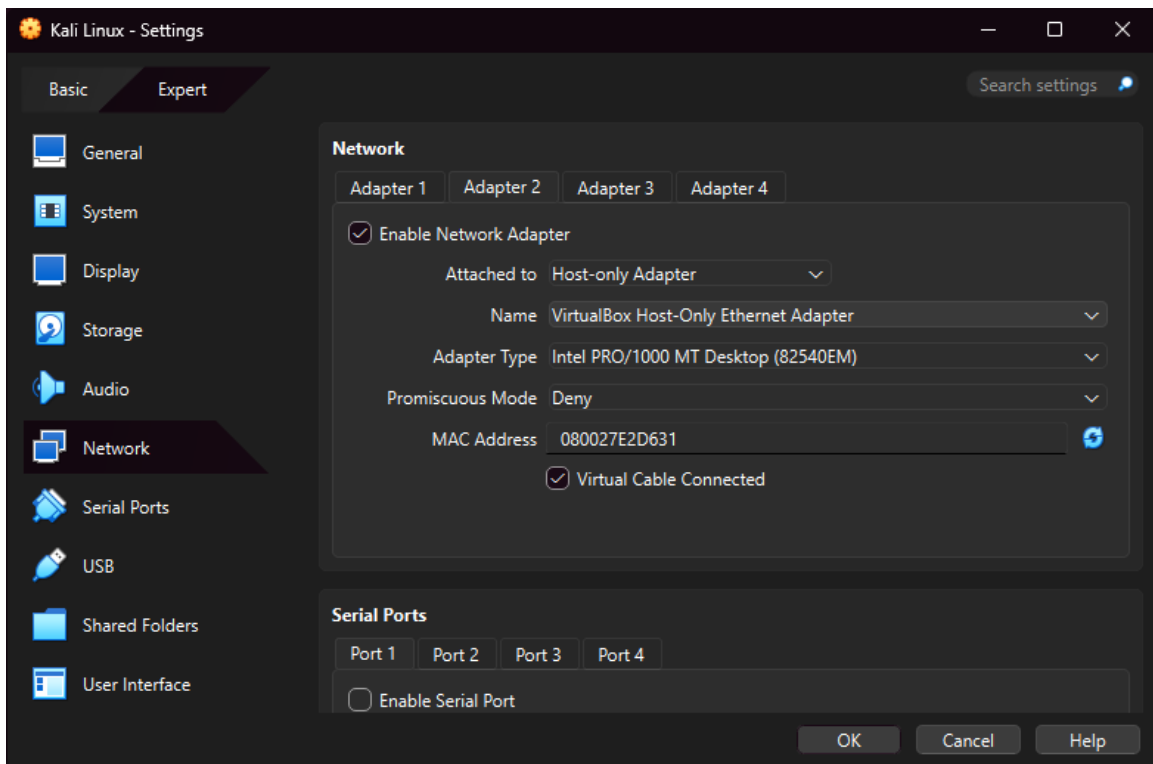 Kali Linux - Settings
Basic Expert Search settings
General
System
Display
Storage
Audio
Network
Serial Ports
USB
Shared Folders
User Interface
Network
Adapter 1 Adapter 2 Adapter 3 Adapter 4
Enable Network Adapter
Attached to Host-only Adapter
Name VirtualBox Host-Only Ethernet Adapter
Adapter Type Intel PRO/1000 MT Desktop (82540EM)
Promiscuous Mode Deny
MAC Address 080027E2D631
Virtual Cable Connected
Serial Ports
Port 1 Port 2 Port 3 Port 4
Enable Serial Port
OK Cancel Help